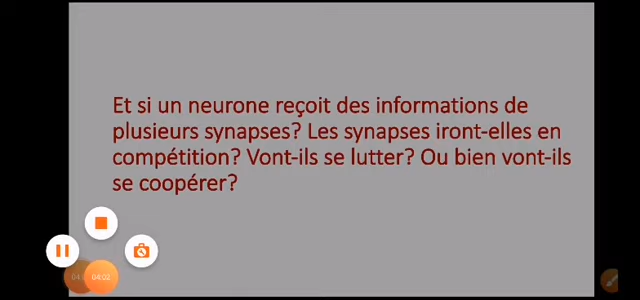 Et si un neurone reçoit des informations de
plusieurs synapses? Les synapses iront-elles en
compétition? Vont-ils se lutter? Ou bien vont-ils
se coopérer?
04:02